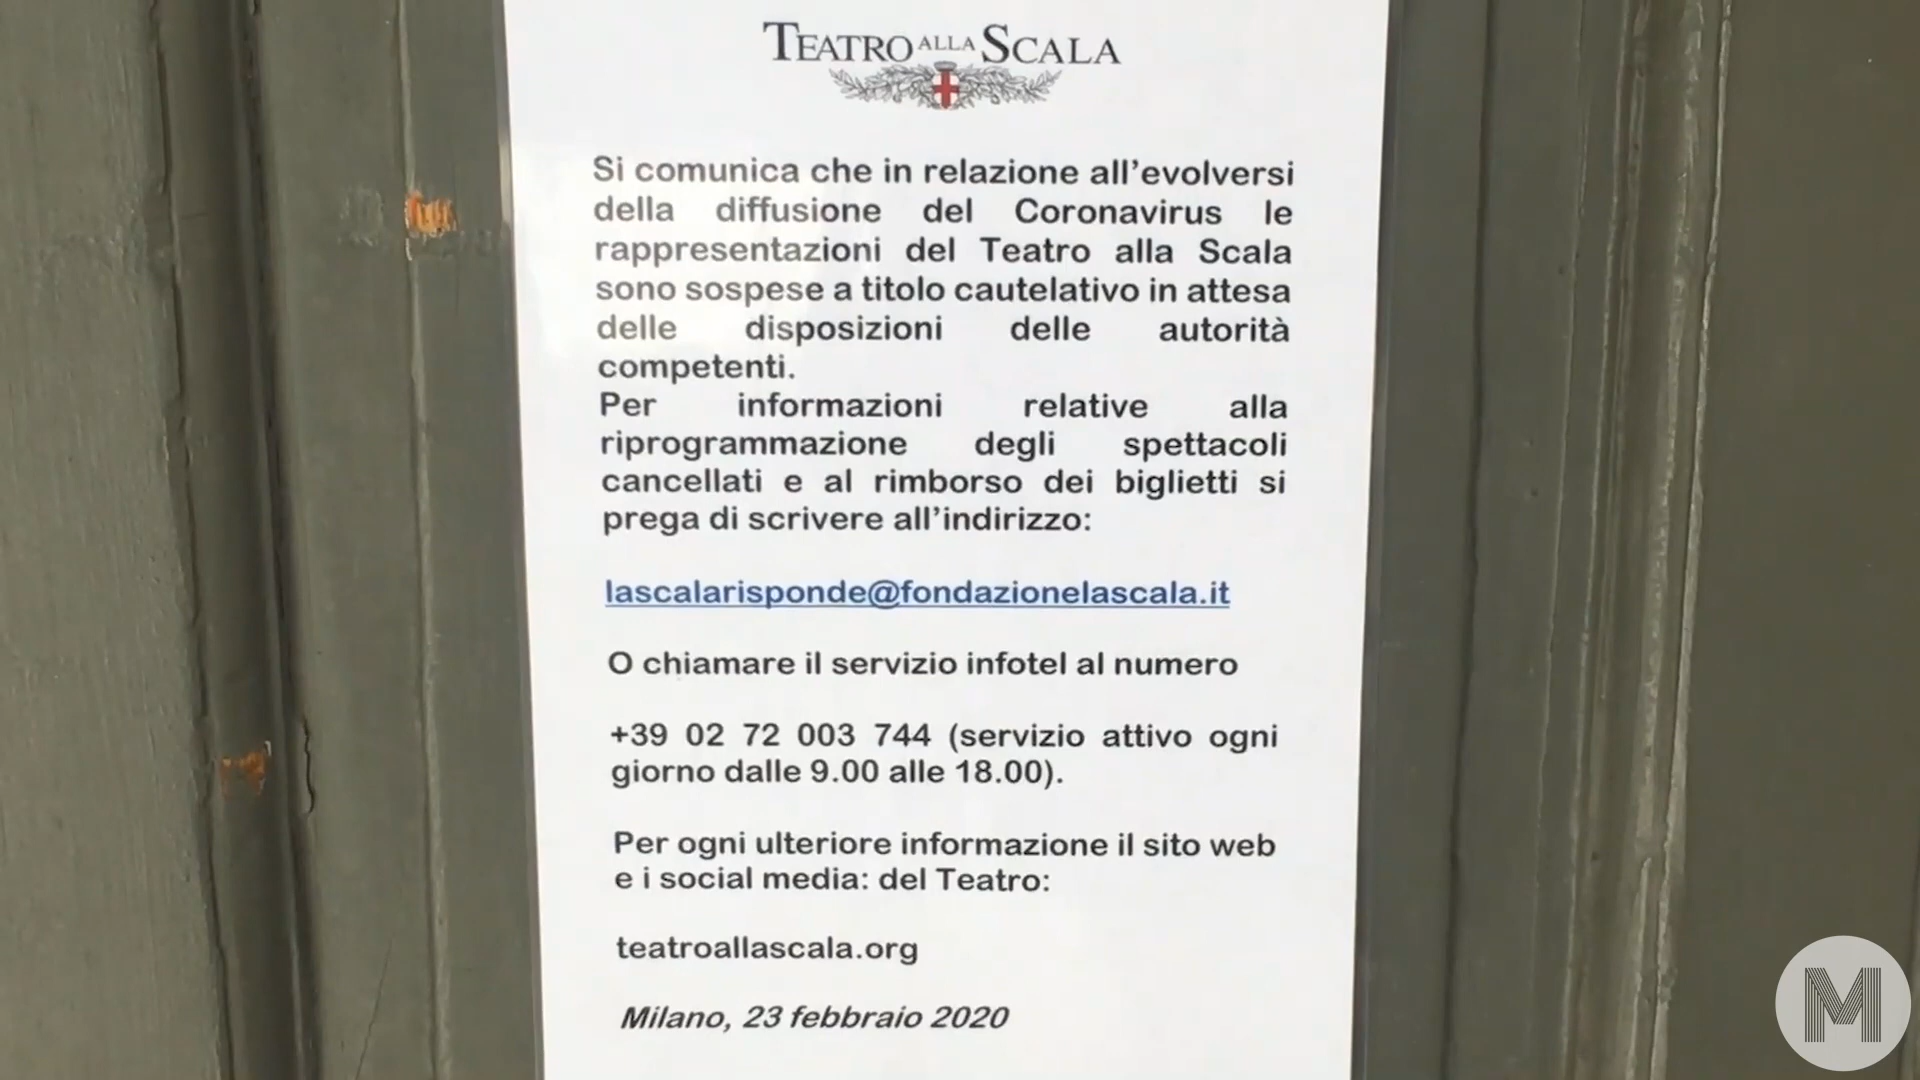 TEATRO ALLA SCALA
Si comunica che in relazione all’evolversi
della diffusione del Coronavirus le
rappresentazioni del Teatro alla Scala
sono sospese a titolo cautelativo in attesa
delle disposizioni delle autorità
competenti.
Per informazioni relative alla
riprogrammazione degli spettacoli
cancellati e al rimborso dei biglietti si
prega di scrivere all’indirizzo:
lascalarisponde@fondazionelascala.it
O chiamare il servizio infotel al numero
+39 02 72 003 744 (servizio attivo ogni
giorno dalle 9.00 alle 18.00).
Per ogni ulteriore informazione il sito web
e i social media: del Teatro:
teatroallascala.org
Milano, 23 febbraio 2020
M